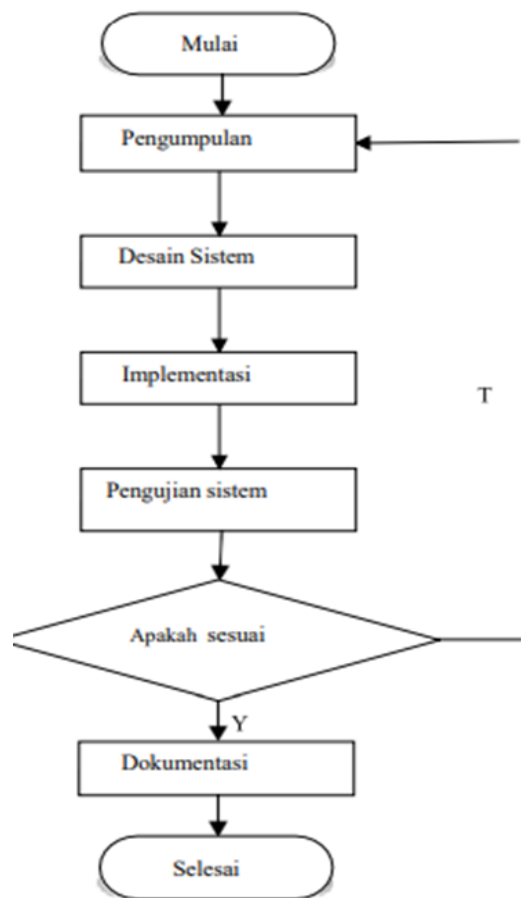 Mulai
Pengumpulan
Desain Sistem
Implementasi
T
Pengujian sistem
Apakah sesuai
Y
Dokumentasi
Selesai